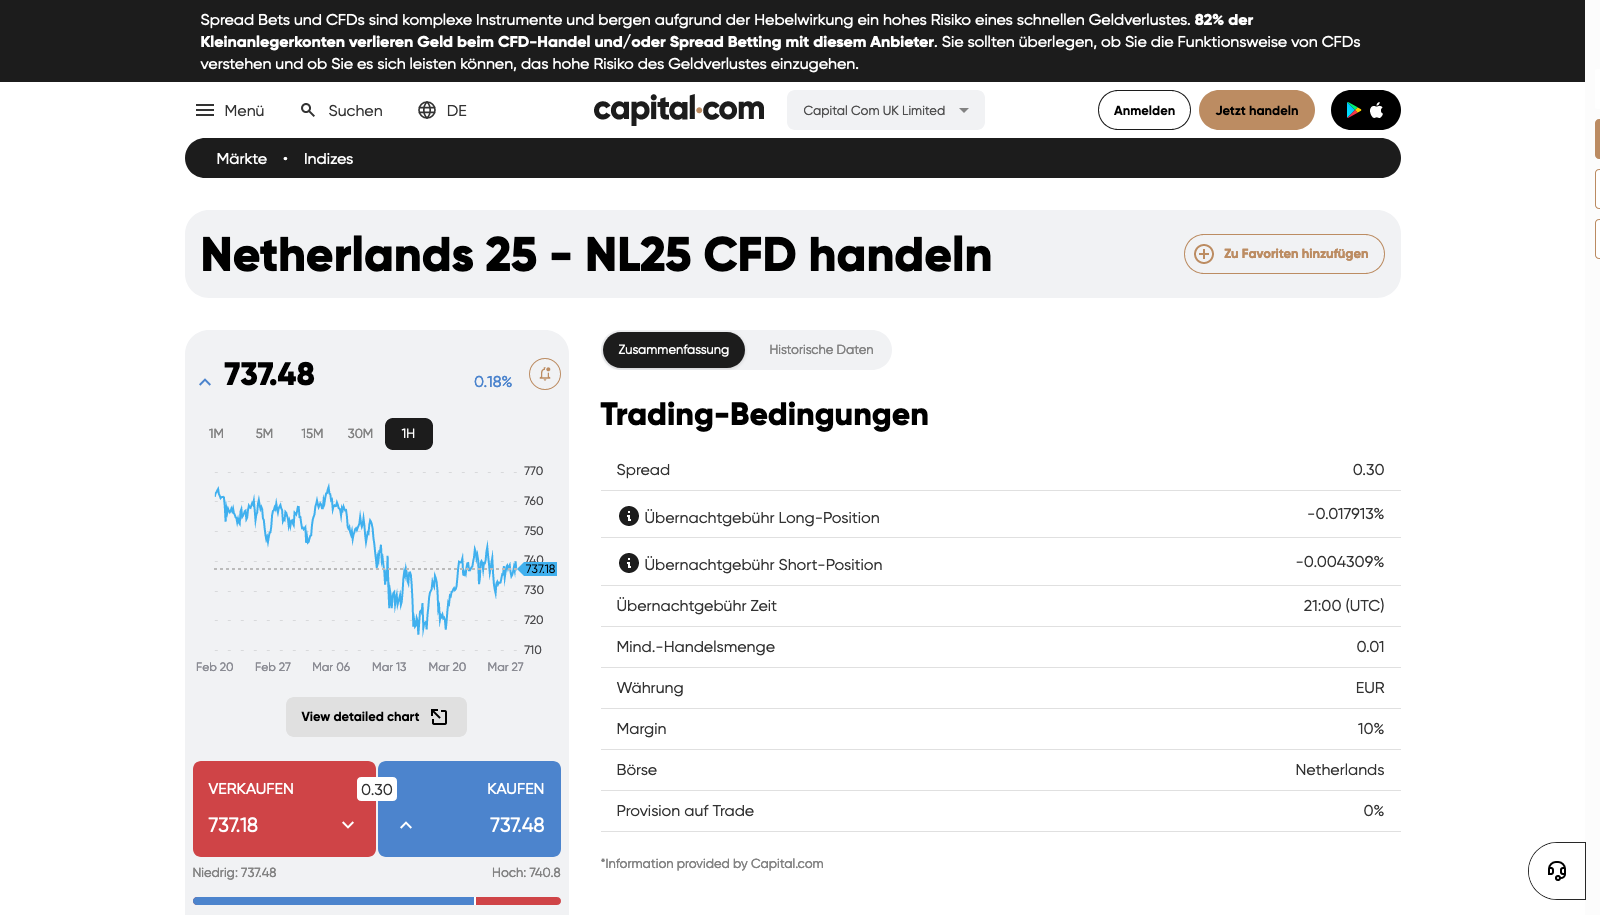 Spread Bets und CFDs sind komplexe Instrumente und bergen aufgrund der Hebelwirkung ein hohes Risiko eines schnellen Geldverlustes. 82% der
Kleinanlegerkonten verlieren Geld beim CFD-Handel und/oder Spread Betting mit diesem Anbieter. Sie sollten überlegen, ob Sie die Funktionsweise von CFDs
verstehen und ob Sie es sich leisten können, das hohe Risiko des Geldverlustes einzugehen.
Menü
Suchen
DE
capital.com
Capital Com UK Limited
Anmelden
Jetzt handeln
Märkte • Indizes
Netherlands 25 - NL25 CFD handeln
Zu Favoriten hinzufügen
737.48
0.18%
1M 5M 15M 30M 1H
770
760
750
740
737.18
730
720
710
Feb 20 Feb 27 Mar 06 Mar 13 Mar 20 Mar 27
View detailed chart
VERKAUFEN
737.18
0.30
KAUFEN
737.48
Niedrig: 737.48
Hoch: 740.8
Zusammenfassung
Historische Daten
Trading-Bedingungen
Spread 0.30
Übernachtgebühr Long-Position -0.017913%
Übernachtgebühr Short-Position -0.004309%
Übernachtgebühr Zeit 21:00 (UTC)
Mind.-Handelsmenge 0.01
Währung EUR
Margin 10%
Börse Netherlands
Provision auf Trade 0%
*Information provided by Capital.com